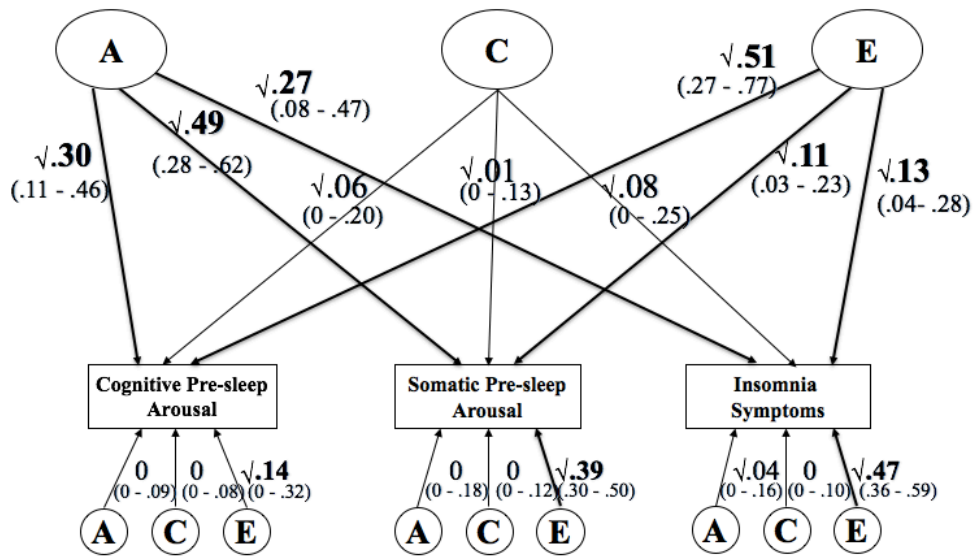 A
C
E
√.30
(.11 - .46)
√.49
(.28 - .62)
√.27
(.08 - .47)
√.06
(0 - .20)
√.01
(0 - .13)
√.08
(0 - .25)
√.51
(.27 - .77)
√.11
(.03 - .23)
√.13
(.04- .28)
Cognitive Pre-sleep
Arousal
Somatic Pre-sleep
Arousal
Insomnia
Symptoms
0
(0 - .09)
0
(0 - .08)
√.14
(0 - .32)
0
(0 - .18)
0
(0 - .12)
√.39
(.30 - .50)
√.04
(0 - .16)
0
(0 - .10)
√.47
(.36 - .59)
A
C
E
A
C
E
A
C
E